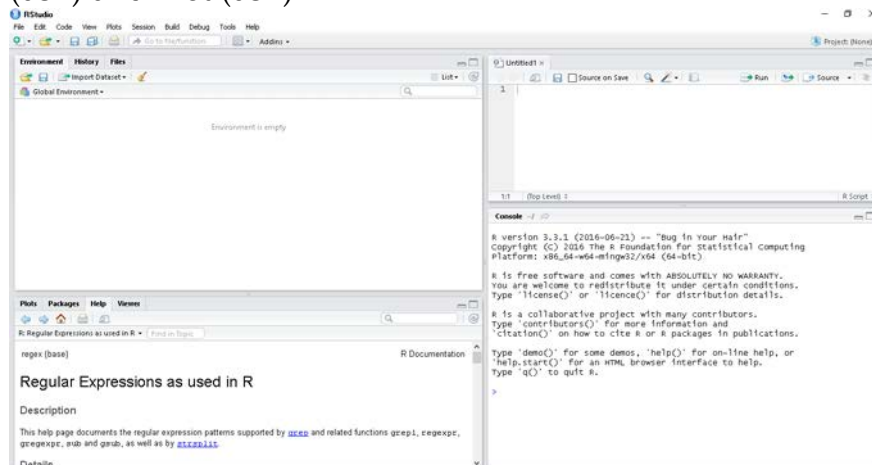 RStudio
File Edit Code View Plots Session Build Debug Tools Help
Go to file/function Addins
Project: (None)
Environment History Files
Import Dataset List
Global Environment
Environment is empty
Plots Packages Help Viewer
R: Regular Expressions as used in R Find in Topic
regex {base} R Documentation
Regular Expressions as used in R
Description
This help page documents the regular expression patterns supported by grep and related functions grepl, regexpr,
gregexpr, sub and gsub, as well as by strsplit.
Details
Untitled1
Source on Save Run Source
1
1:1 (Top Level) R Script
Console ~/
R version 3.3.1 (2016-06-21) -- "Bug in Your Hair"
Copyright (C) 2016 The R Foundation for Statistical Computing
Platform: x86_64-w64-mingw32/x64 (64-bit)
R is free software and comes with ABSOLUTELY NO WARRANTY.
You are welcome to redistribute it under certain conditions.
Type 'license()' or 'licence()' for distribution details.
R is a collaborative project with many contributors.
Type 'contributors()' for more information and
'citation()' on how to cite R or R packages in publications.
Type 'demo()' for some demos, 'help()' for on-line help, or
'help.start()' for an HTML browser interface to help.
Type 'q()' to quit R.
>